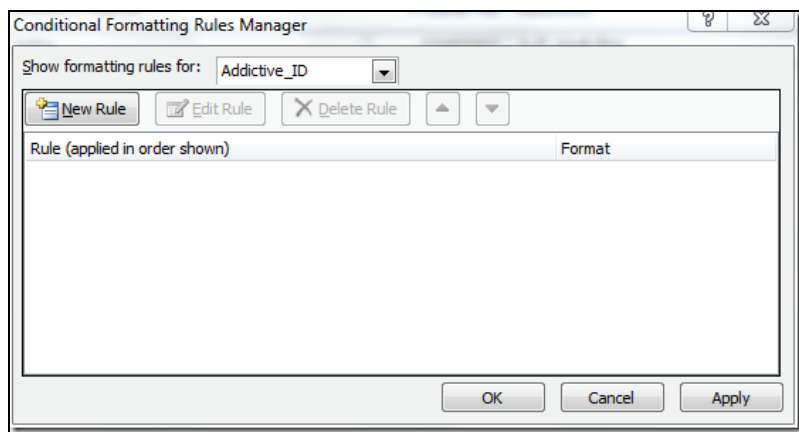 Conditional Formatting Rules Manager
Show formatting rules for: Addictive_ID
New Rule Edit Rule Delete Rule
Rule (applied in order shown) Format
OK Cancel Apply